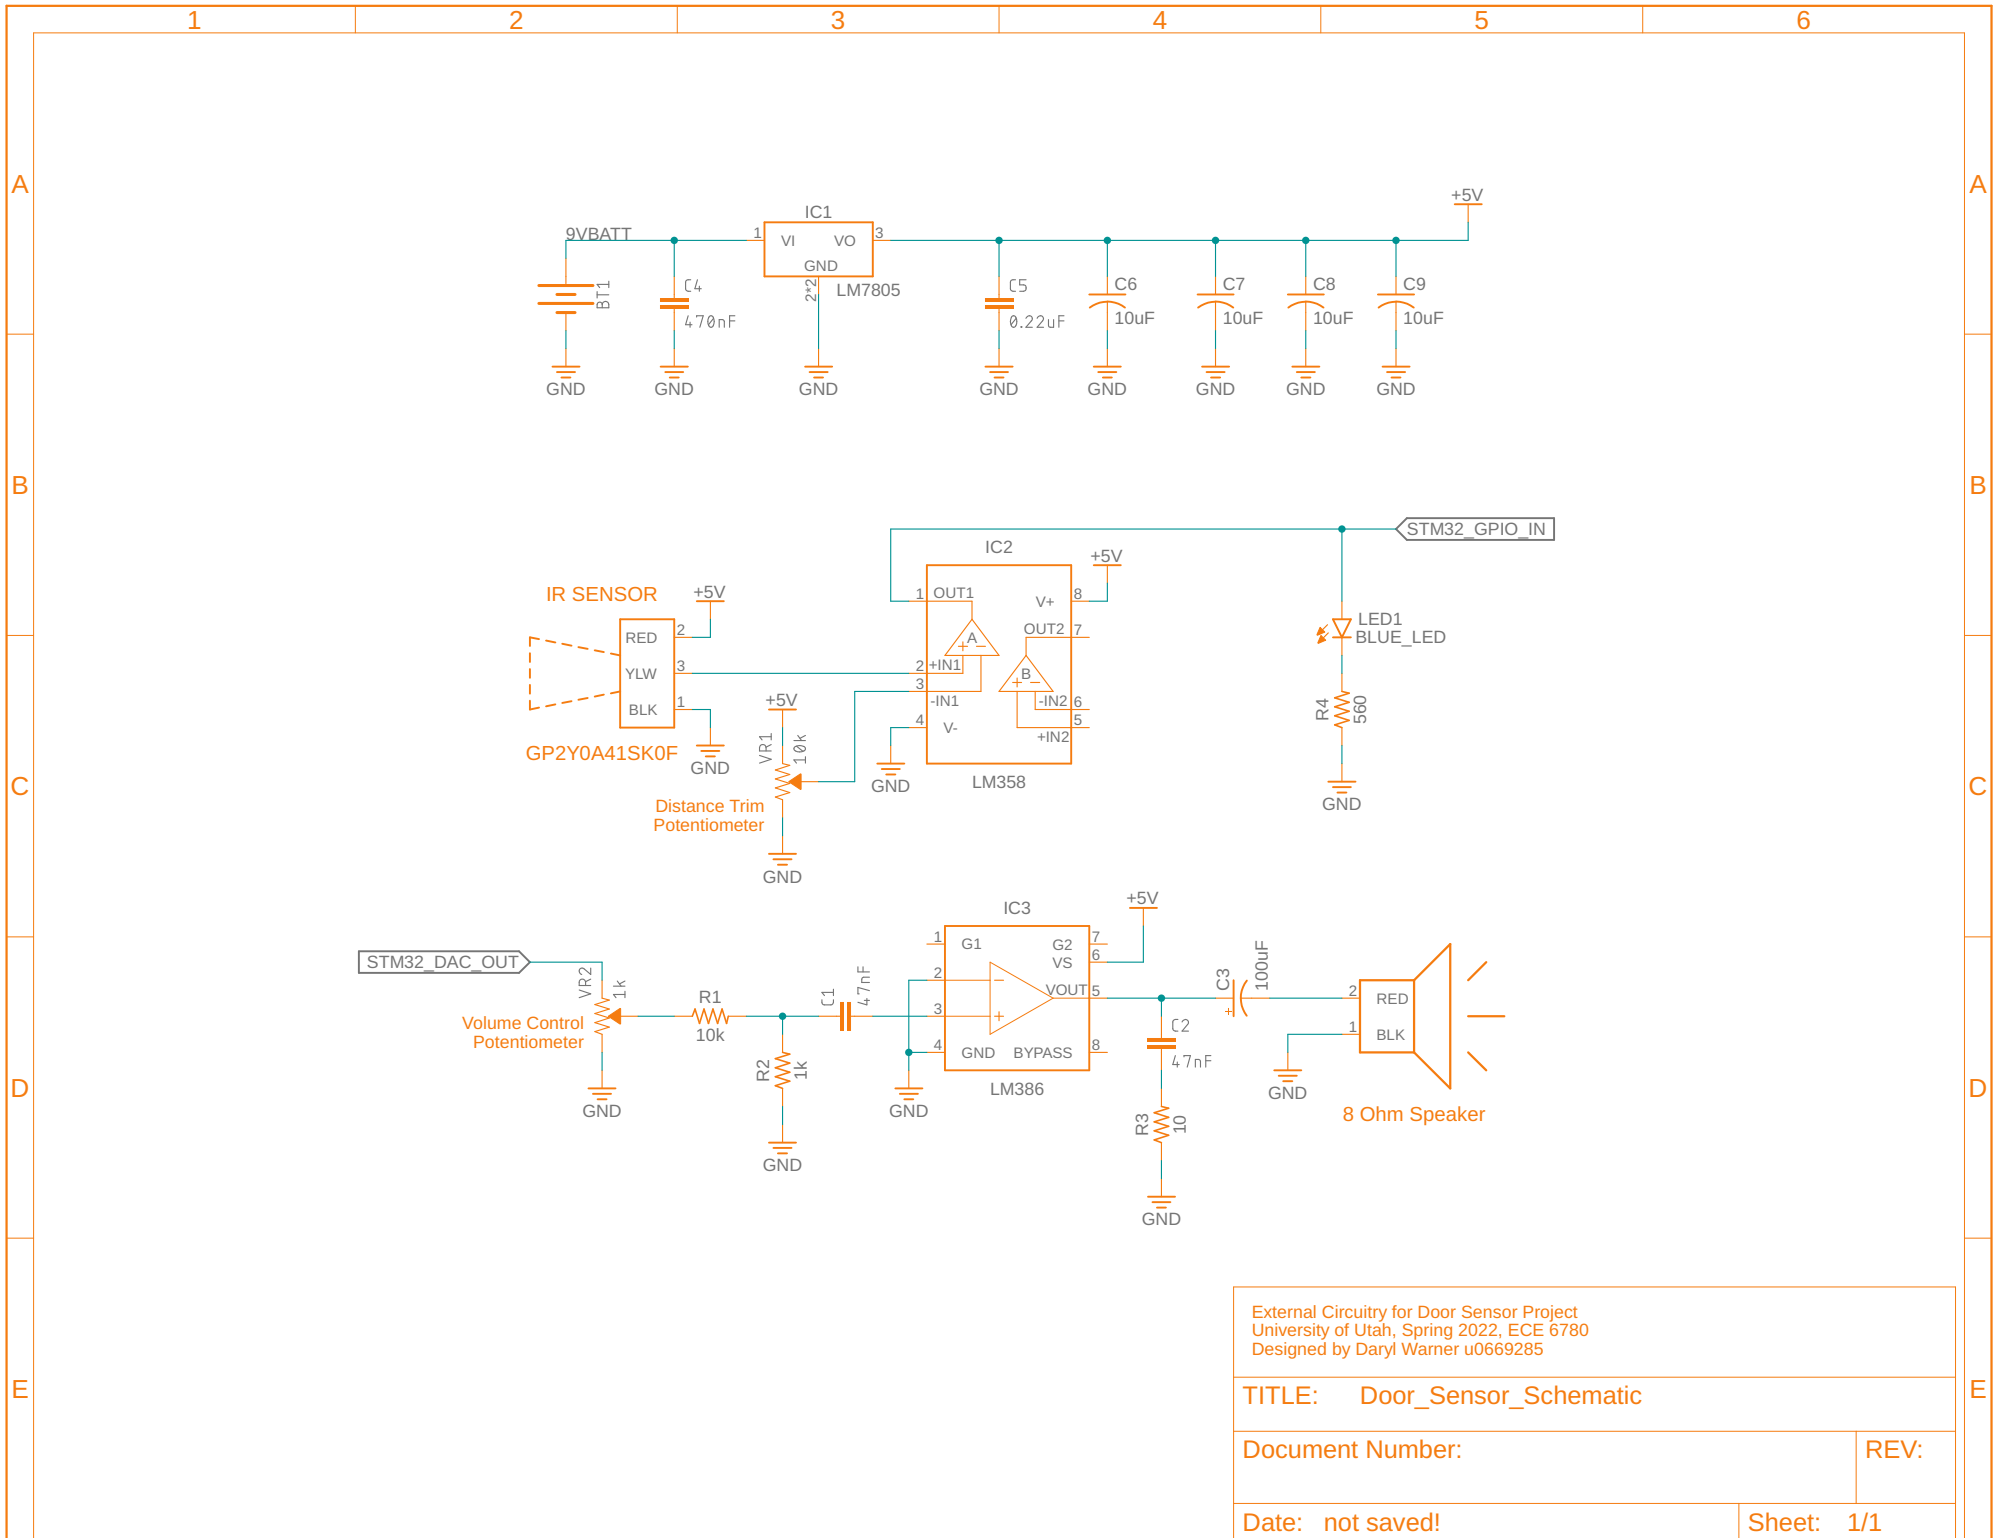 1 2 3 4 5 6
A A
+5V
IC1
9VBATT
1 VI VO 3
GND
2*2
LM7805
BT1
C4
470nF
C5
0.22uF
C6
10uF
C7
10uF
C8
10uF
C9
10uF
GND GND GND GND GND GND GND GND
B B
STM32_GPIO_IN
IC2
+5V
1 OUT1
V+ 8
OUT2 7
A
+ -
2 +IN1
3
-IN1
B
+ -
-IN2 6
5
+IN2
4 V-
GND
LM358
IR SENSOR
+5V
RED 2
YLW 3
BLK 1
GP2Y0A41SK0F
GND
+5V
VR1
10k
Distance Trim
Potentiometer
GND
LED1
BLUE_LED
R4
560
GND
C C
STM32_DAC_OUT
VR2
1k
Volume Control
Potentiometer
GND
R1
10k
R2
1k
GND
C1
47nF
IC3
+5V
1 G1
G2 7
VS 6
2 -
VOUT 5
3 +
4 GND BYPASS 8
LM386
GND
C2
47nF
R3
10
GND
C3
100uF
+
2 RED
1 BLK
GND
8 Ohm Speaker
D D
External Circuitry for Door Sensor Project
University of Utah, Spring 2022, ECE 6780
Designed by Daryl Warner u0669285
E E
TITLE: Door_Sensor_Schematic
Document Number: REV:
Date: not saved! Sheet: 1/1